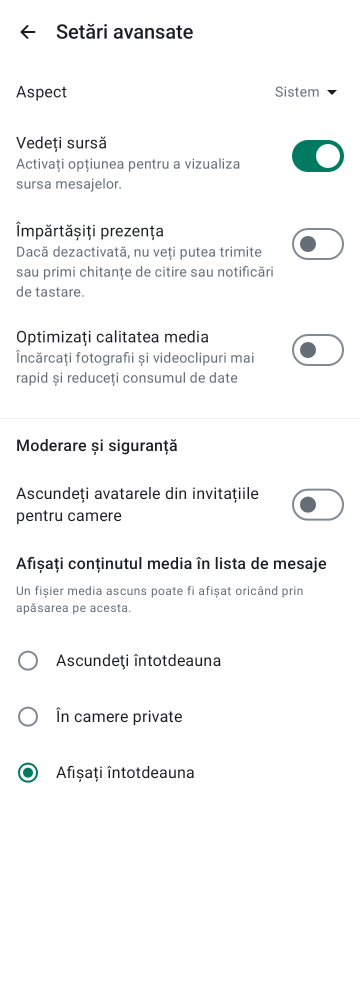 Setări avansate
Aspect
Sistem
Vedeți sursă
Activați opțiunea pentru a vizualiza
sursa mesajelor.
Împărtășiți prezența
Dacă dezactivată, nu veți putea trimite
sau primi chitanțe de citire sau notificări
de tastare.
Optimizați calitatea media
Încărcați fotografii și videoclipuri mai
rapid și reduceți consumul de date
Moderare și siguranță
Ascundeți avatarele din invitațiile
pentru camere
Afișați conținutul media în lista de mesaje
Un fișier media ascuns poate fi afișat oricând prin
apăsarea pe acesta.
Ascundeţi întotdeauna
În camere private
Afișați întotdeauna